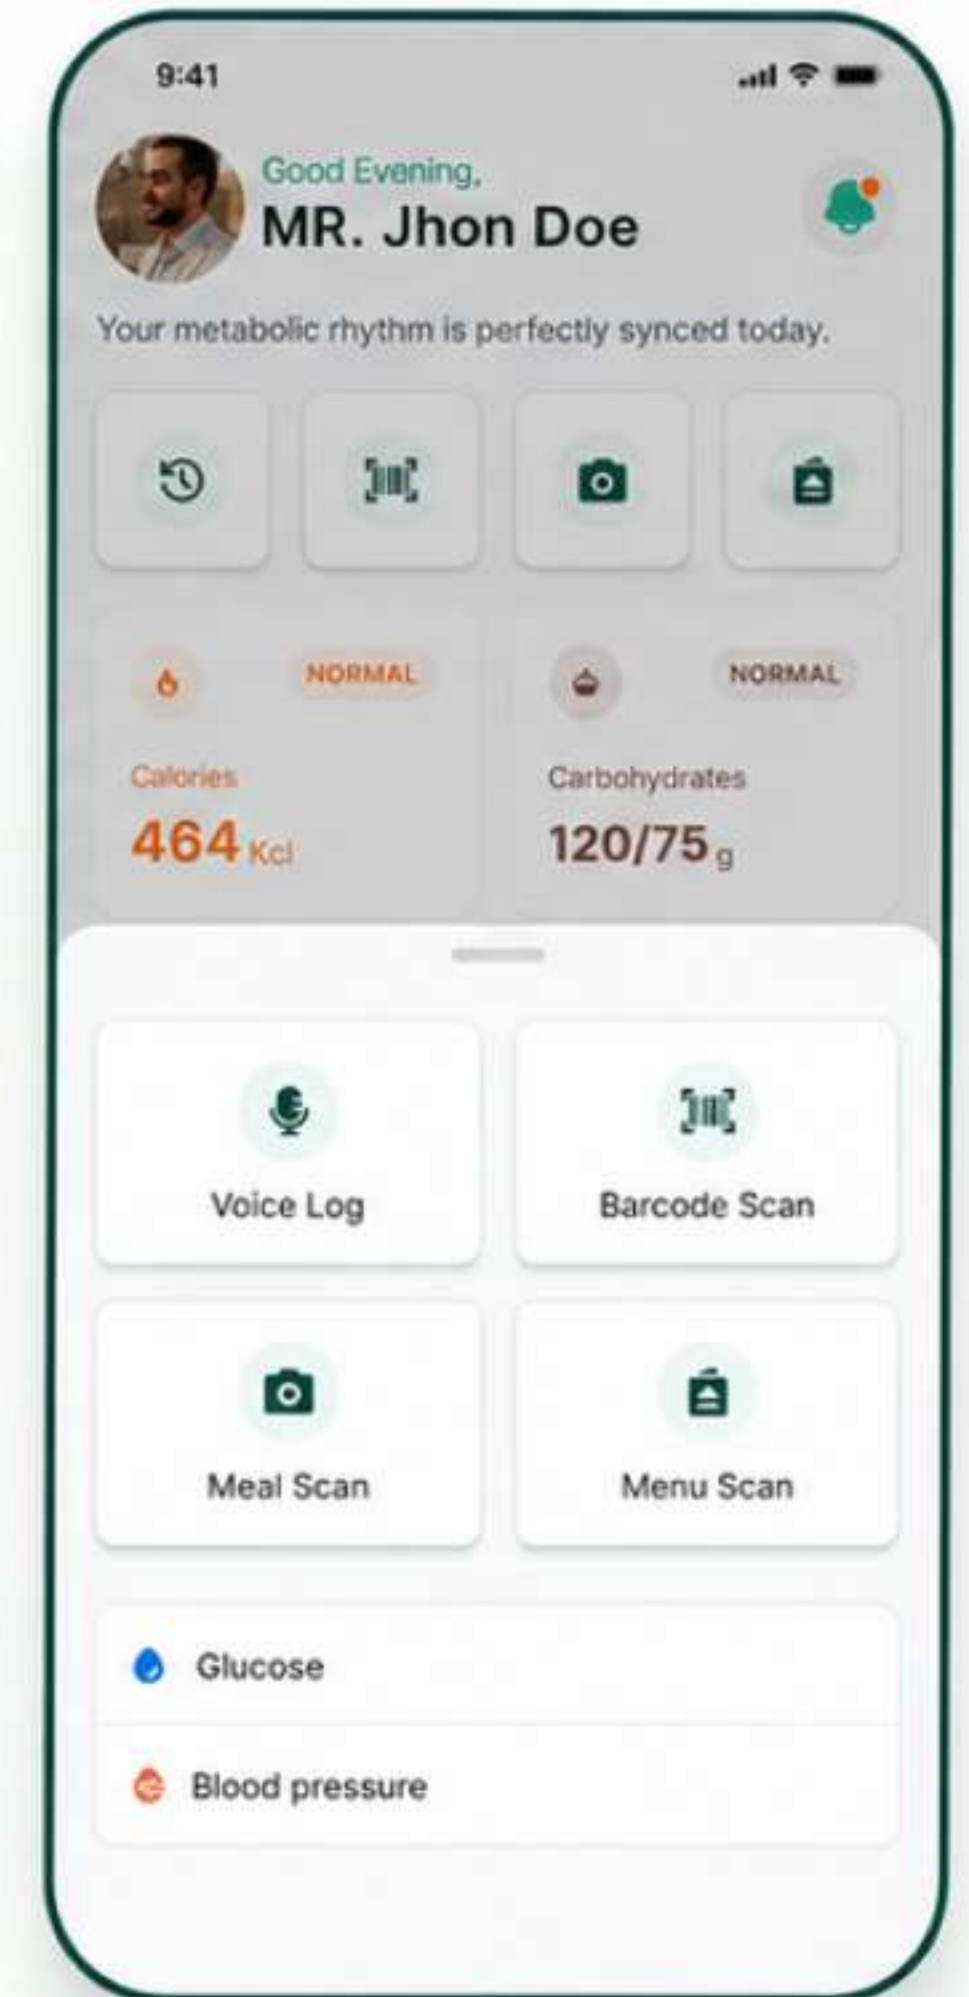 9:41
Good Evening,
MR. Jhon Doe
Your metabolic rhythm is perfectly synced today.
NORMAL
NORMAL
Calories
Carbohydrates
464 Kcl
120/75 g
Voice Log
Barcode Scan
Meal Scan
Menu Scan
Glucose
Blood pressure